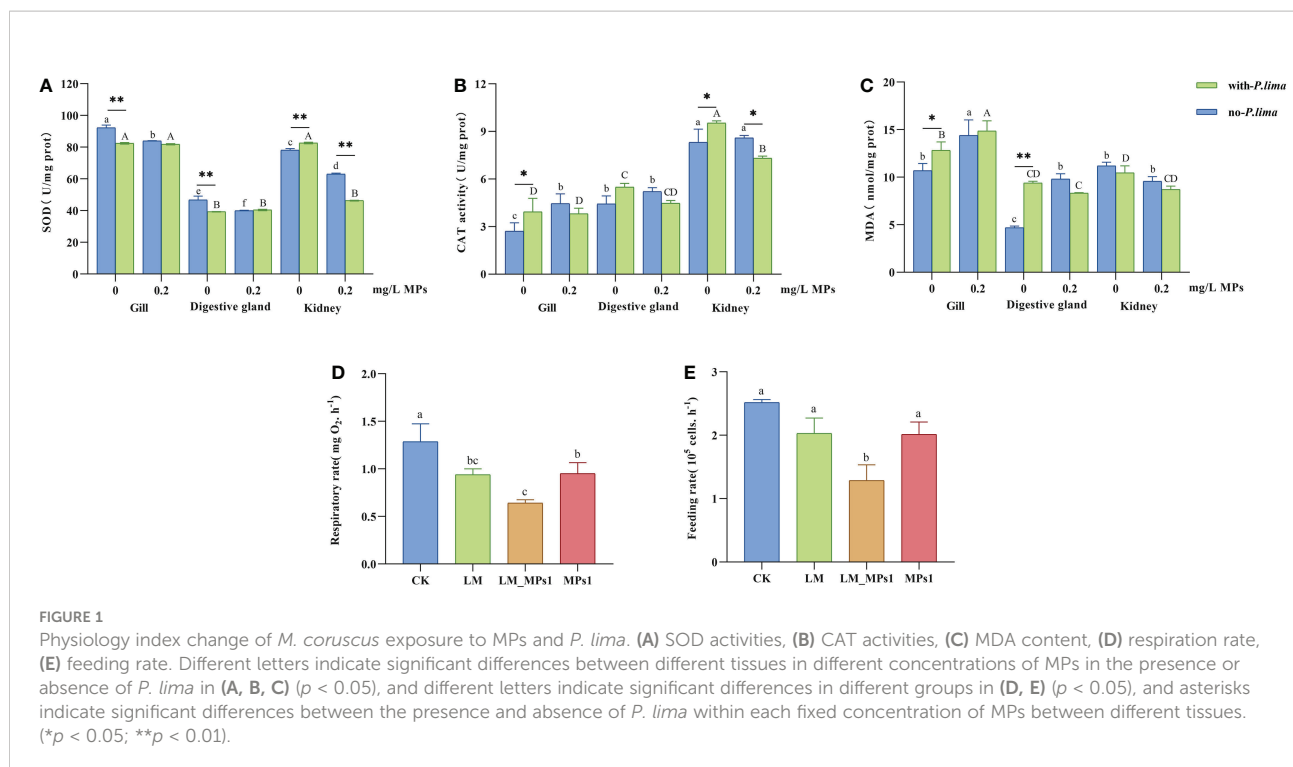 A
SOD ( U/mg prot)
120
100
80
60
40
20
0
**
**
**
**
a
A
b
A
e
B
f
B
c
A
d
B
0
0.2
0
0.2
0
0.2
mg/L MPs
Gill
Digestive gland
Kidney
B
CAT activity( U/mg prot)
12
9
6
3
0
*
*
*
c
D
b
D
b
C
b
CD
a
A
a
B
0
0.2
0
0.2
0
0.2
mg/L MPs
Gill
Digestive gland
Kidney
C
MDA ( nmol/mg prot)
20
15
10
5
0
*
**
b
B
a
A
c
CD
b
C
b
D
b
CD
0
0.2
0
0.2
0
0.2
mg/L MPs
Gill
Digestive gland
Kidney
with-P.lima
no-P.lima
D
Respiratory rate( mg O2. h-1)
2.0
1.5
1.0
0.5
0.0
a
bc
c
b
CK
LM
LM_MPs1
MPs1
E
Feeding rate( 10^5 cells. h-1)
3
2
1
0
a
a
b
a
CK
LM
LM_MPs1
MPs1
FIGURE 1
Physiology index change of M. coruscus exposure to MPs and P. lima. (A) SOD activities, (B) CAT activities, (C) MDA content, (D) respiration rate,
(E) feeding rate. Different letters indicate significant differences between different tissues in different concentrations of MPs in the presence or
absence of P. lima in (A, B, C) (p < 0.05), and different letters indicate significant differences in different groups in (D, E) (p < 0.05), and asterisks
indicate significant differences between the presence and absence of P. lima within each fixed concentration of MPs between different tissues.
(*p < 0.05; **p < 0.01).